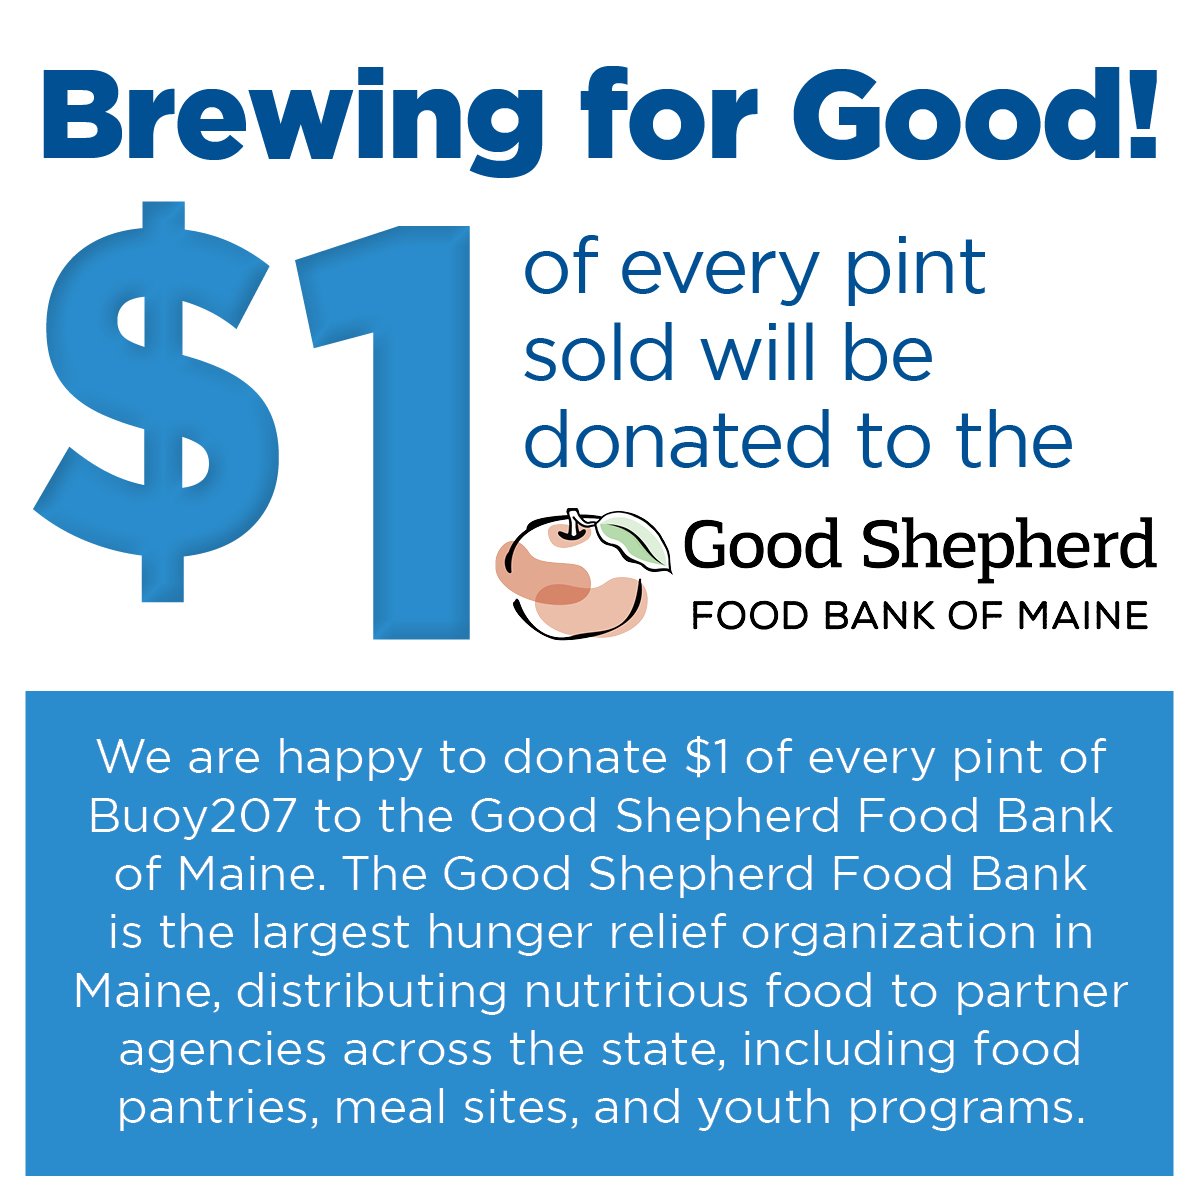 Brewing for Good!
$1
of every pint
sold will be
donated to the
Good Shepherd
FOOD BANK OF MAINE
We are happy to donate $1 of every pint of
Buoy207 to the Good Shepherd Food Bank
of Maine. The Good Shepherd Food Bank
is the largest hunger relief organization in
Maine, distributing nutritious food to partner
agencies across the state, including food
pantries, meal sites, and youth programs.